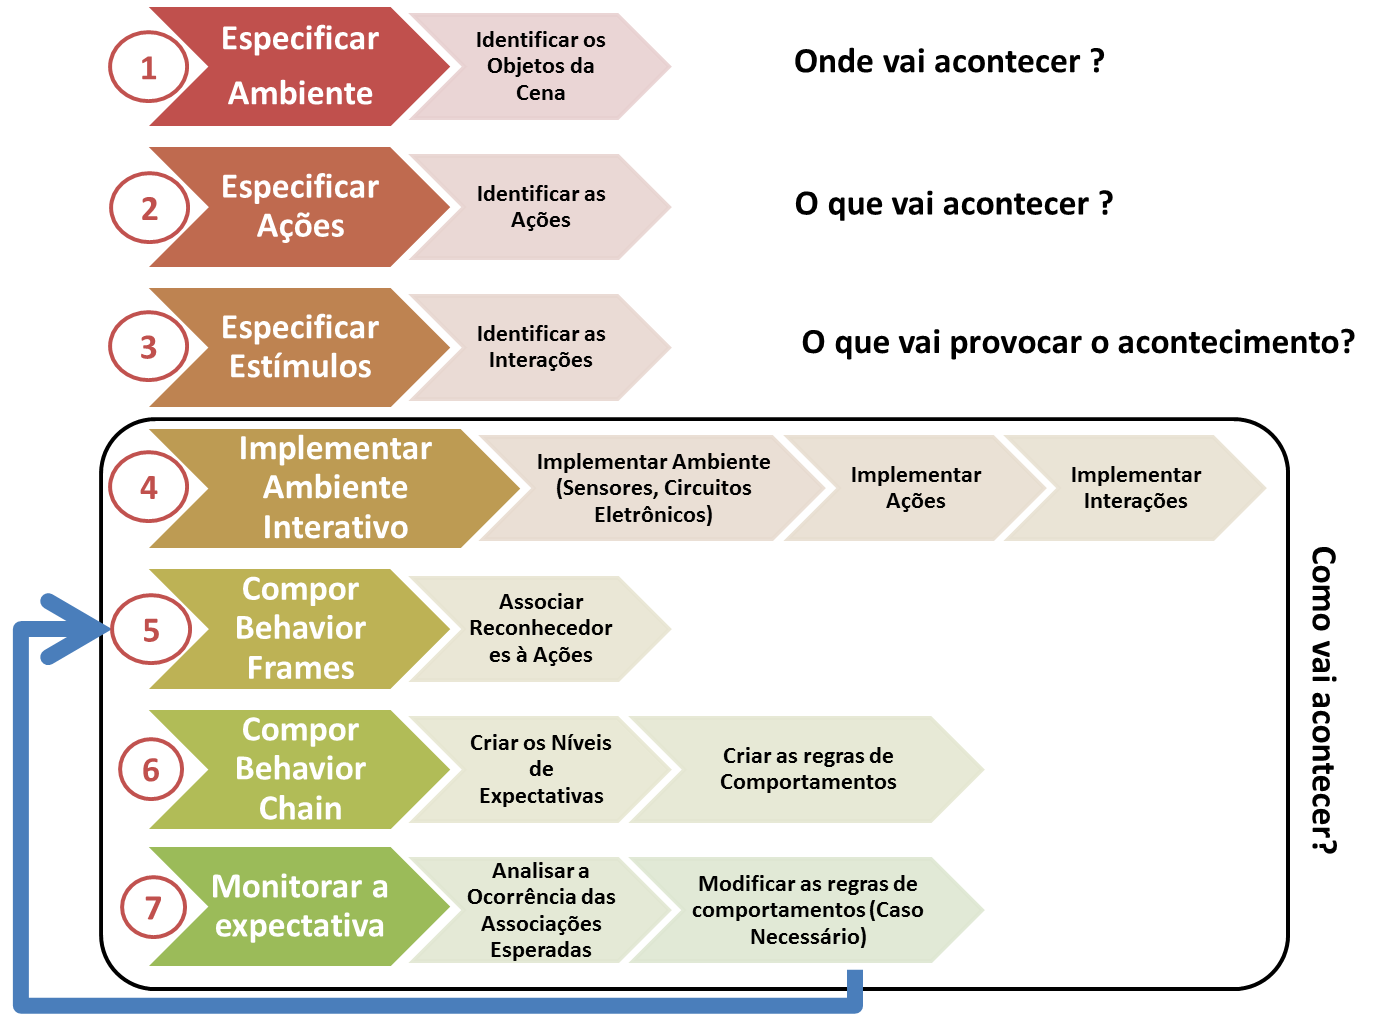 1
Especificar
Ambiente
Identificar os
Objetos da
Cena
Onde vai acontecer ?
2
Especificar
Ações
Identificar as
Ações
O que vai acontecer ?
3
Especificar
Estímulos
Identificar as
Interações
O que vai provocar o acontecimento?
4
Implementar
Ambiente
Interativo
Implementar Ambiente
(Sensores, Circuitos
Eletrônicos)
Implementar
Ações
Implementar
Interações
5
Compor
Behavior
Frames
Associar
Reconhecedor
es à Ações
6
Compor
Behavior
Chain
Criar os Níveis
de
Expectativas
Criar as regras de
Comportamentos
7
Monitorar a
expectativa
Analisar a
Ocorrência das
Associações
Esperadas
Modificar as regras de
comportamentos (Caso
Necessário)
Como vai acontecer?